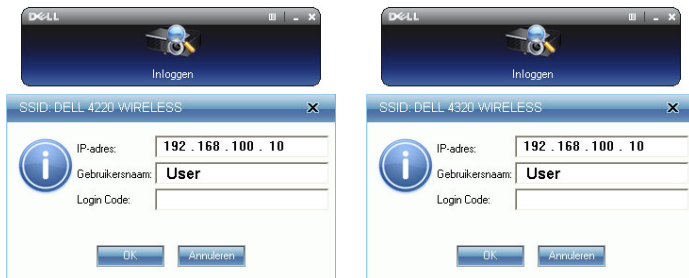 DELL
Inloggen
SSID: DELL 4220 WIRELESS
IP-adres: 192 . 168 . 100 . 10
Gebruikersnaam: User
Login Code:
OK Annuleren
DELL
Inloggen
SSID: DELL 4320 WIRELESS
IP-adres: 192 . 168 . 100 . 10
Gebruikersnaam: User
Login Code:
OK Annuleren